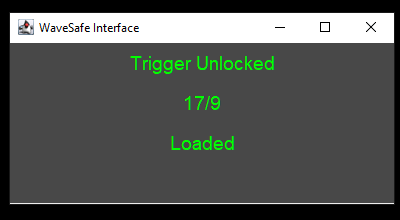 WaveSafe Interface
Trigger Unlocked
17/9
Loaded